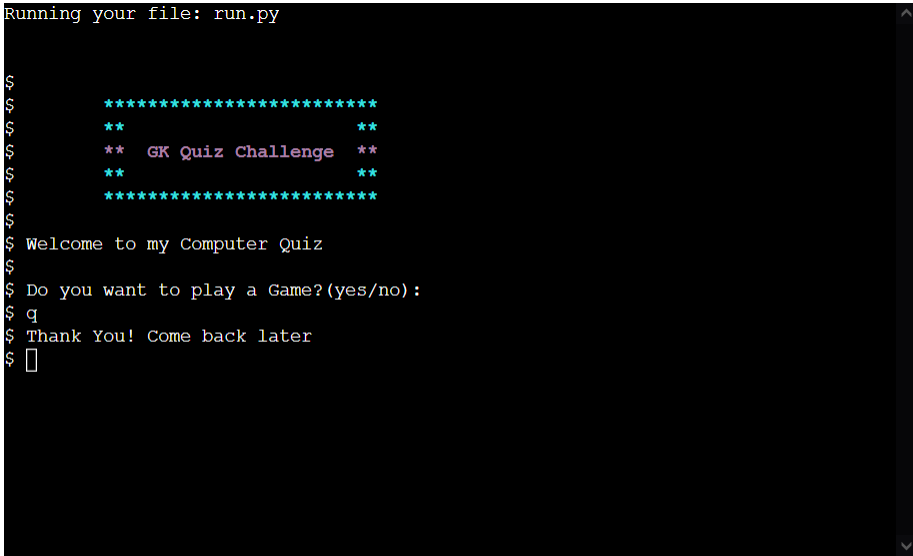 Running your file: run.py
$
$ *************************
$ ** **
$ ** GK Quiz Challenge **
$ ** **
$ *************************
$
$ Welcome to my Computer Quiz
$
$ Do you want to play a Game?(yes/no):
$ q
$ Thank You! Come back later
$